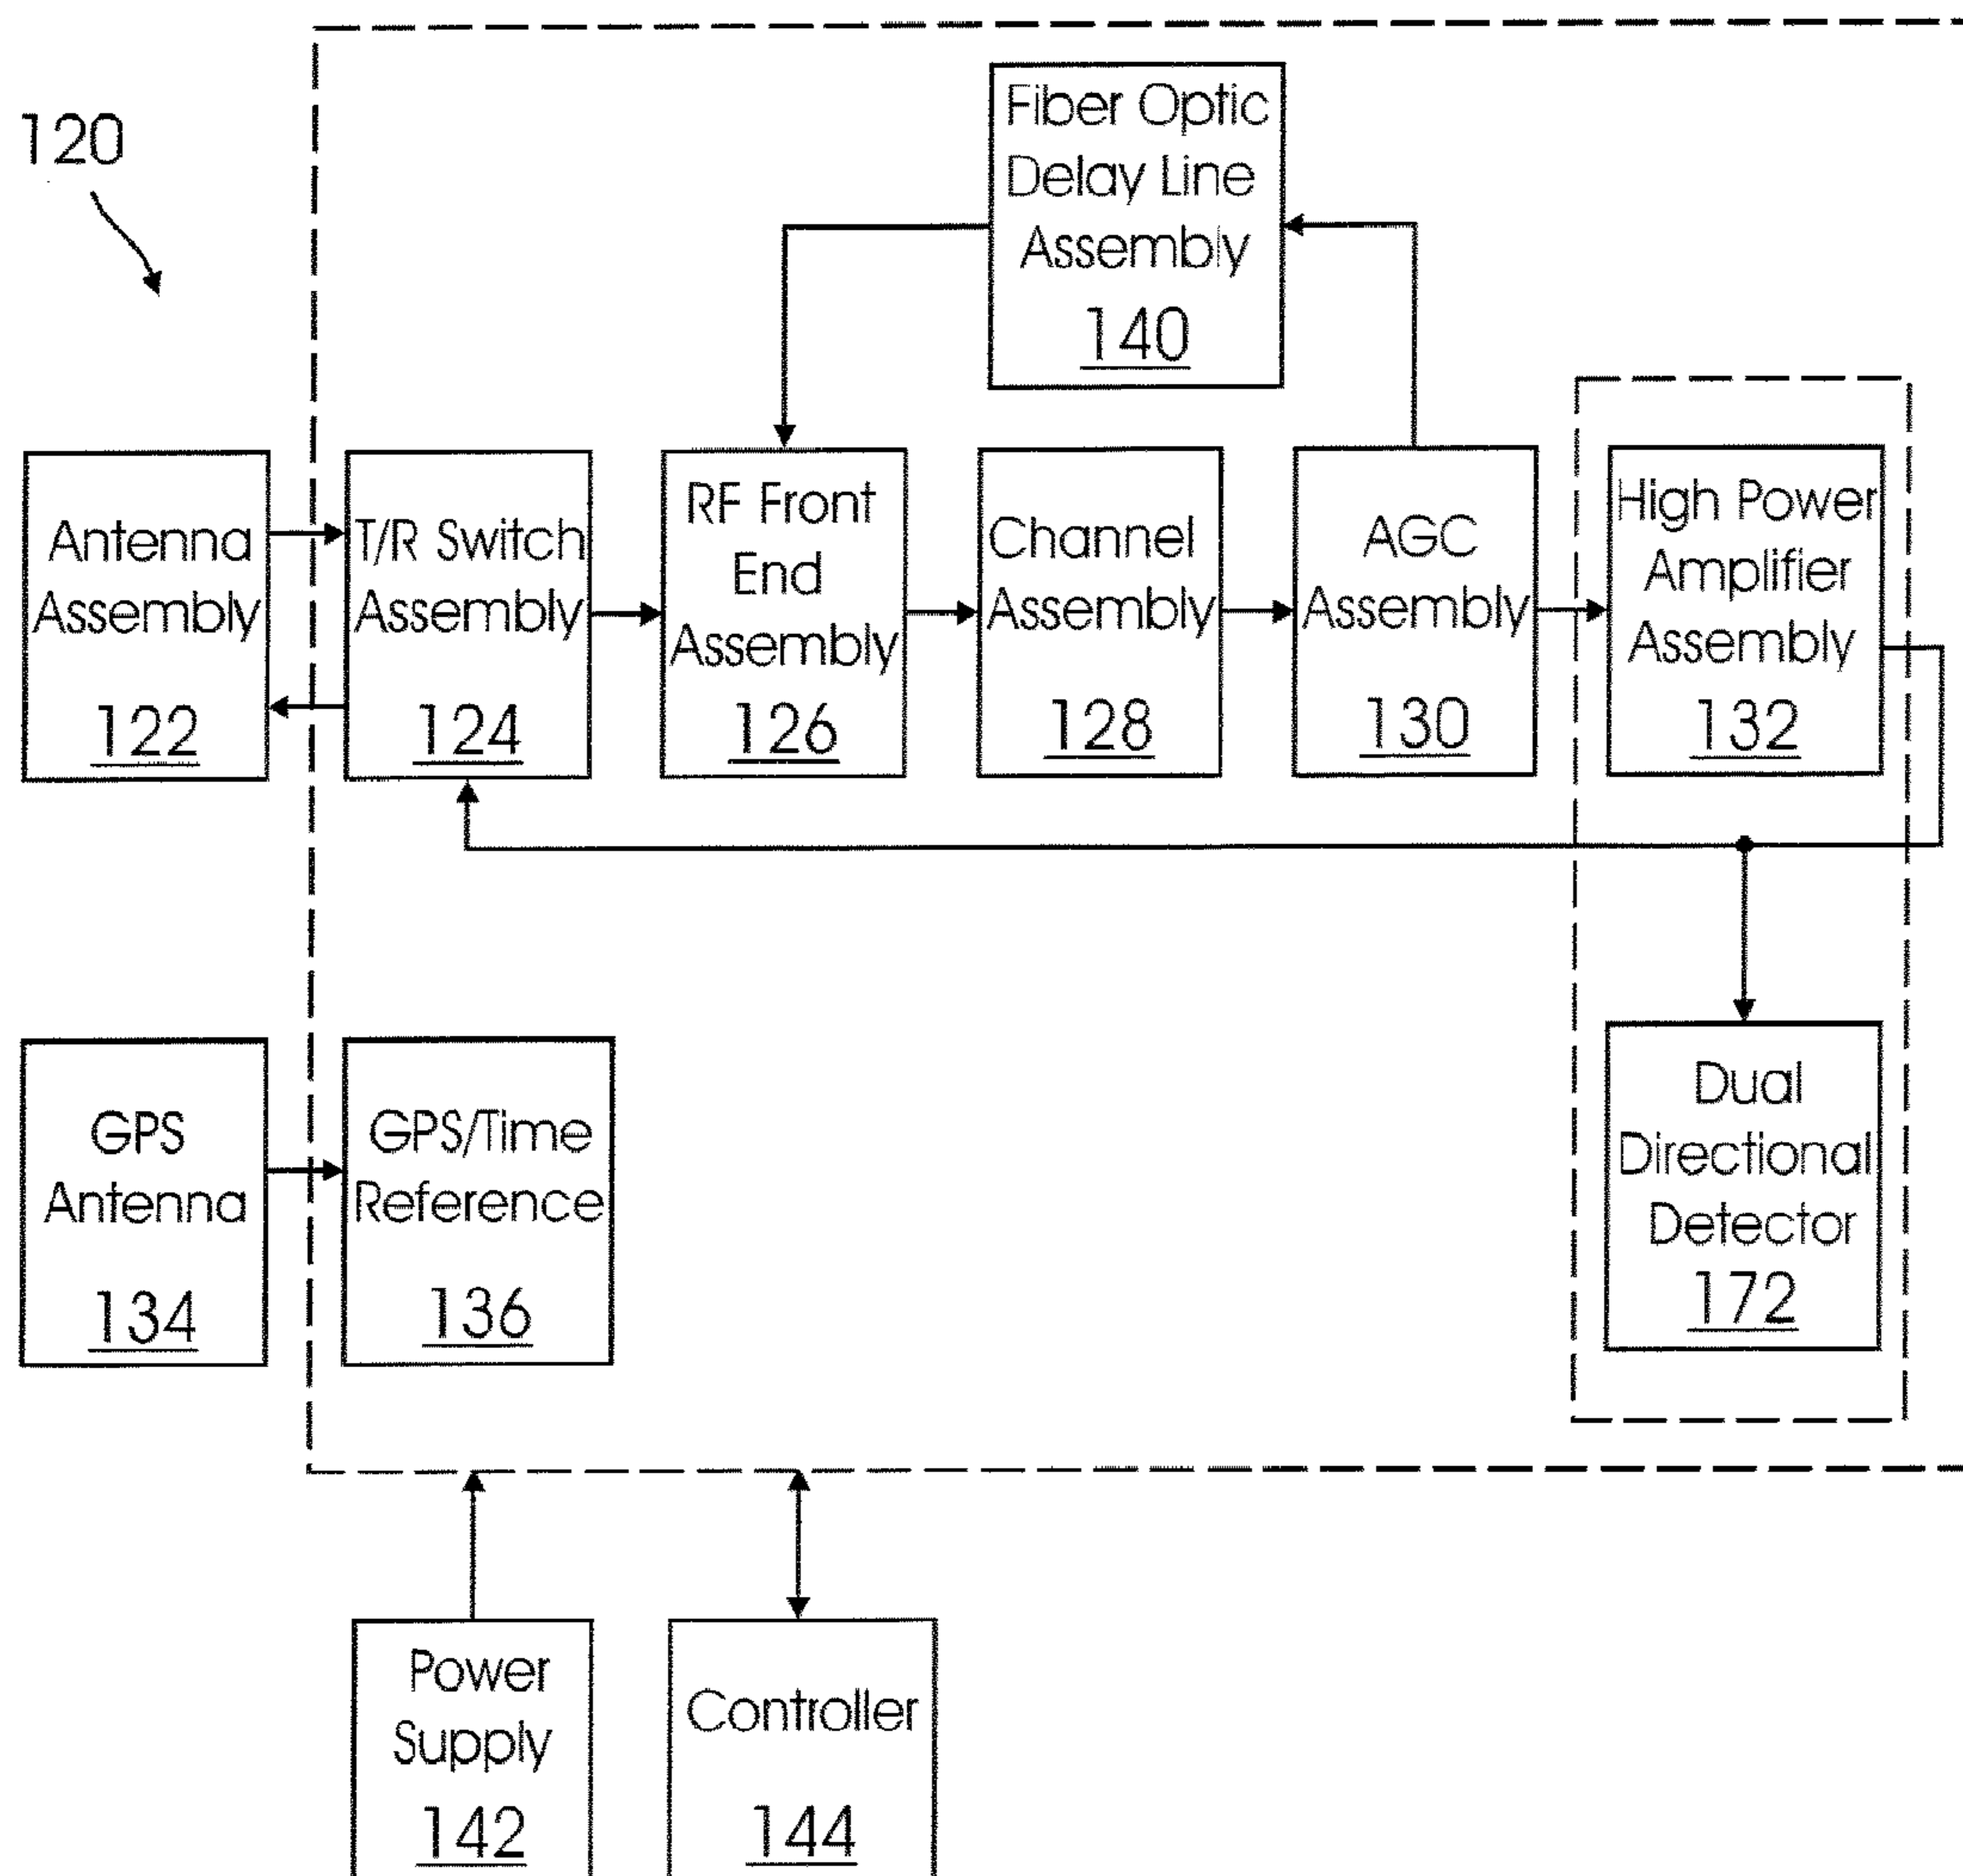 120
Fiber Optic
Delay Line
Assembly
140
Antenna
Assembly
122
T/R Switch
Assembly
124
RF Front
End
Assembly
126
Channel
Assembly
128
AGC
Assembly
130
High Power
Amplifier
Assembly
132
GPS
Antenna
134
GPS/Time
Reference
136
Dual
Directional
Detector
172
Power
Supply
142
Controller
144